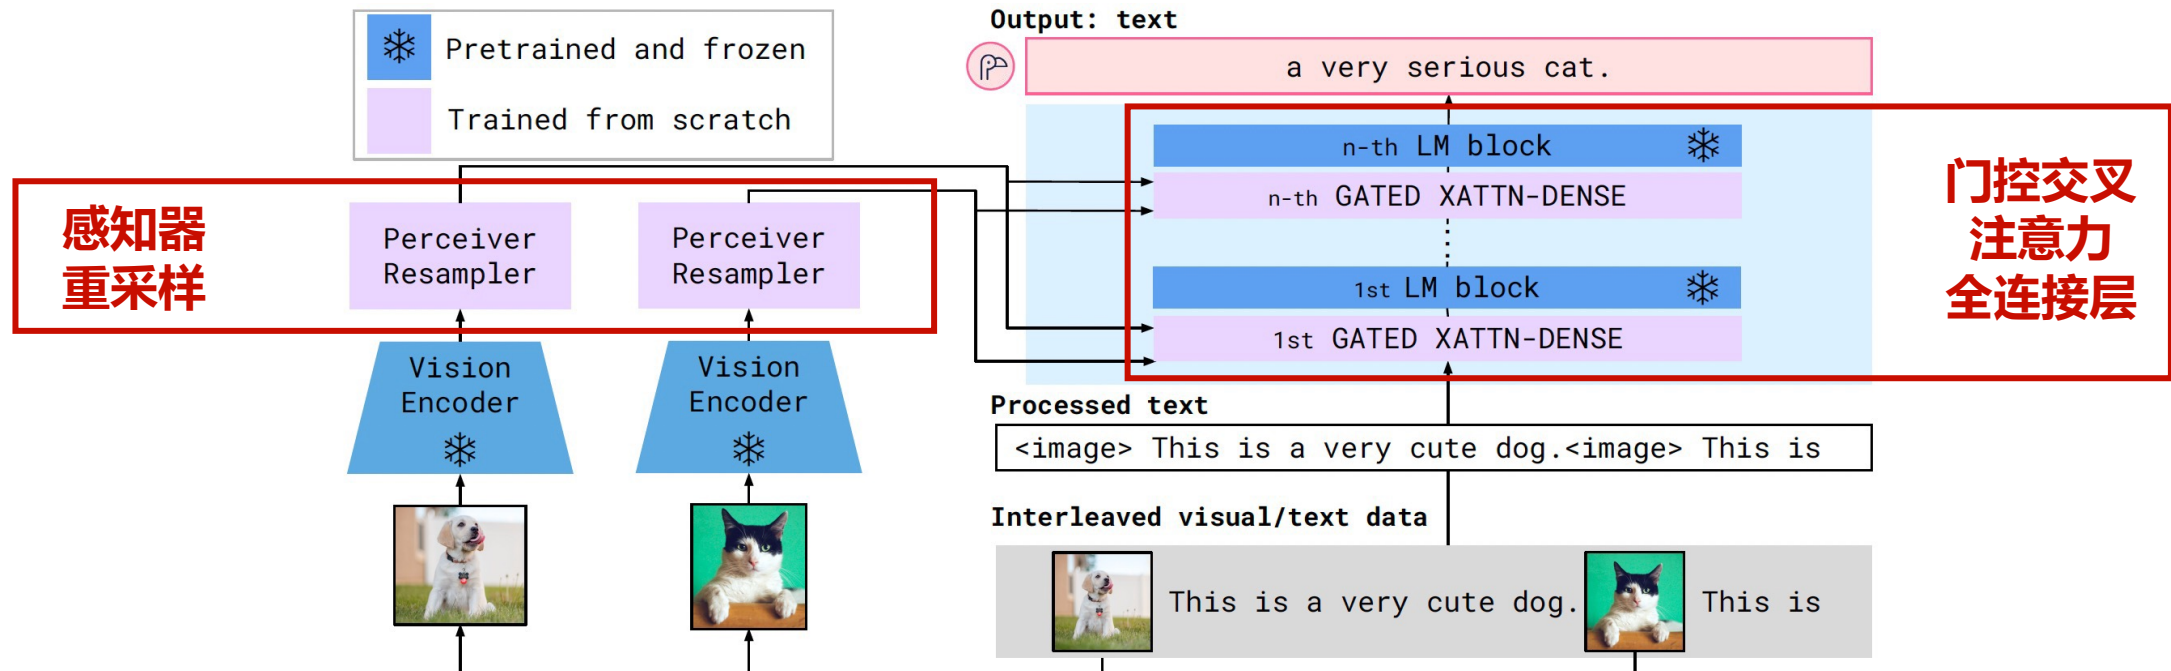 Pretrained and frozen
Trained from scratch
感知器
重采样
Perceiver
Resampler
Perceiver
Resampler
Vision
Encoder
Vision
Encoder
Output: text
a very serious cat.
n-th LM block
n-th GATED XATTN-DENSE
1st LM block
1st GATED XATTN-DENSE
门控交叉
注意力
全连接层
Processed text
<image> This is a very cute dog.<image> This is
Interleaved visual/text data
This is a very cute dog.
This is